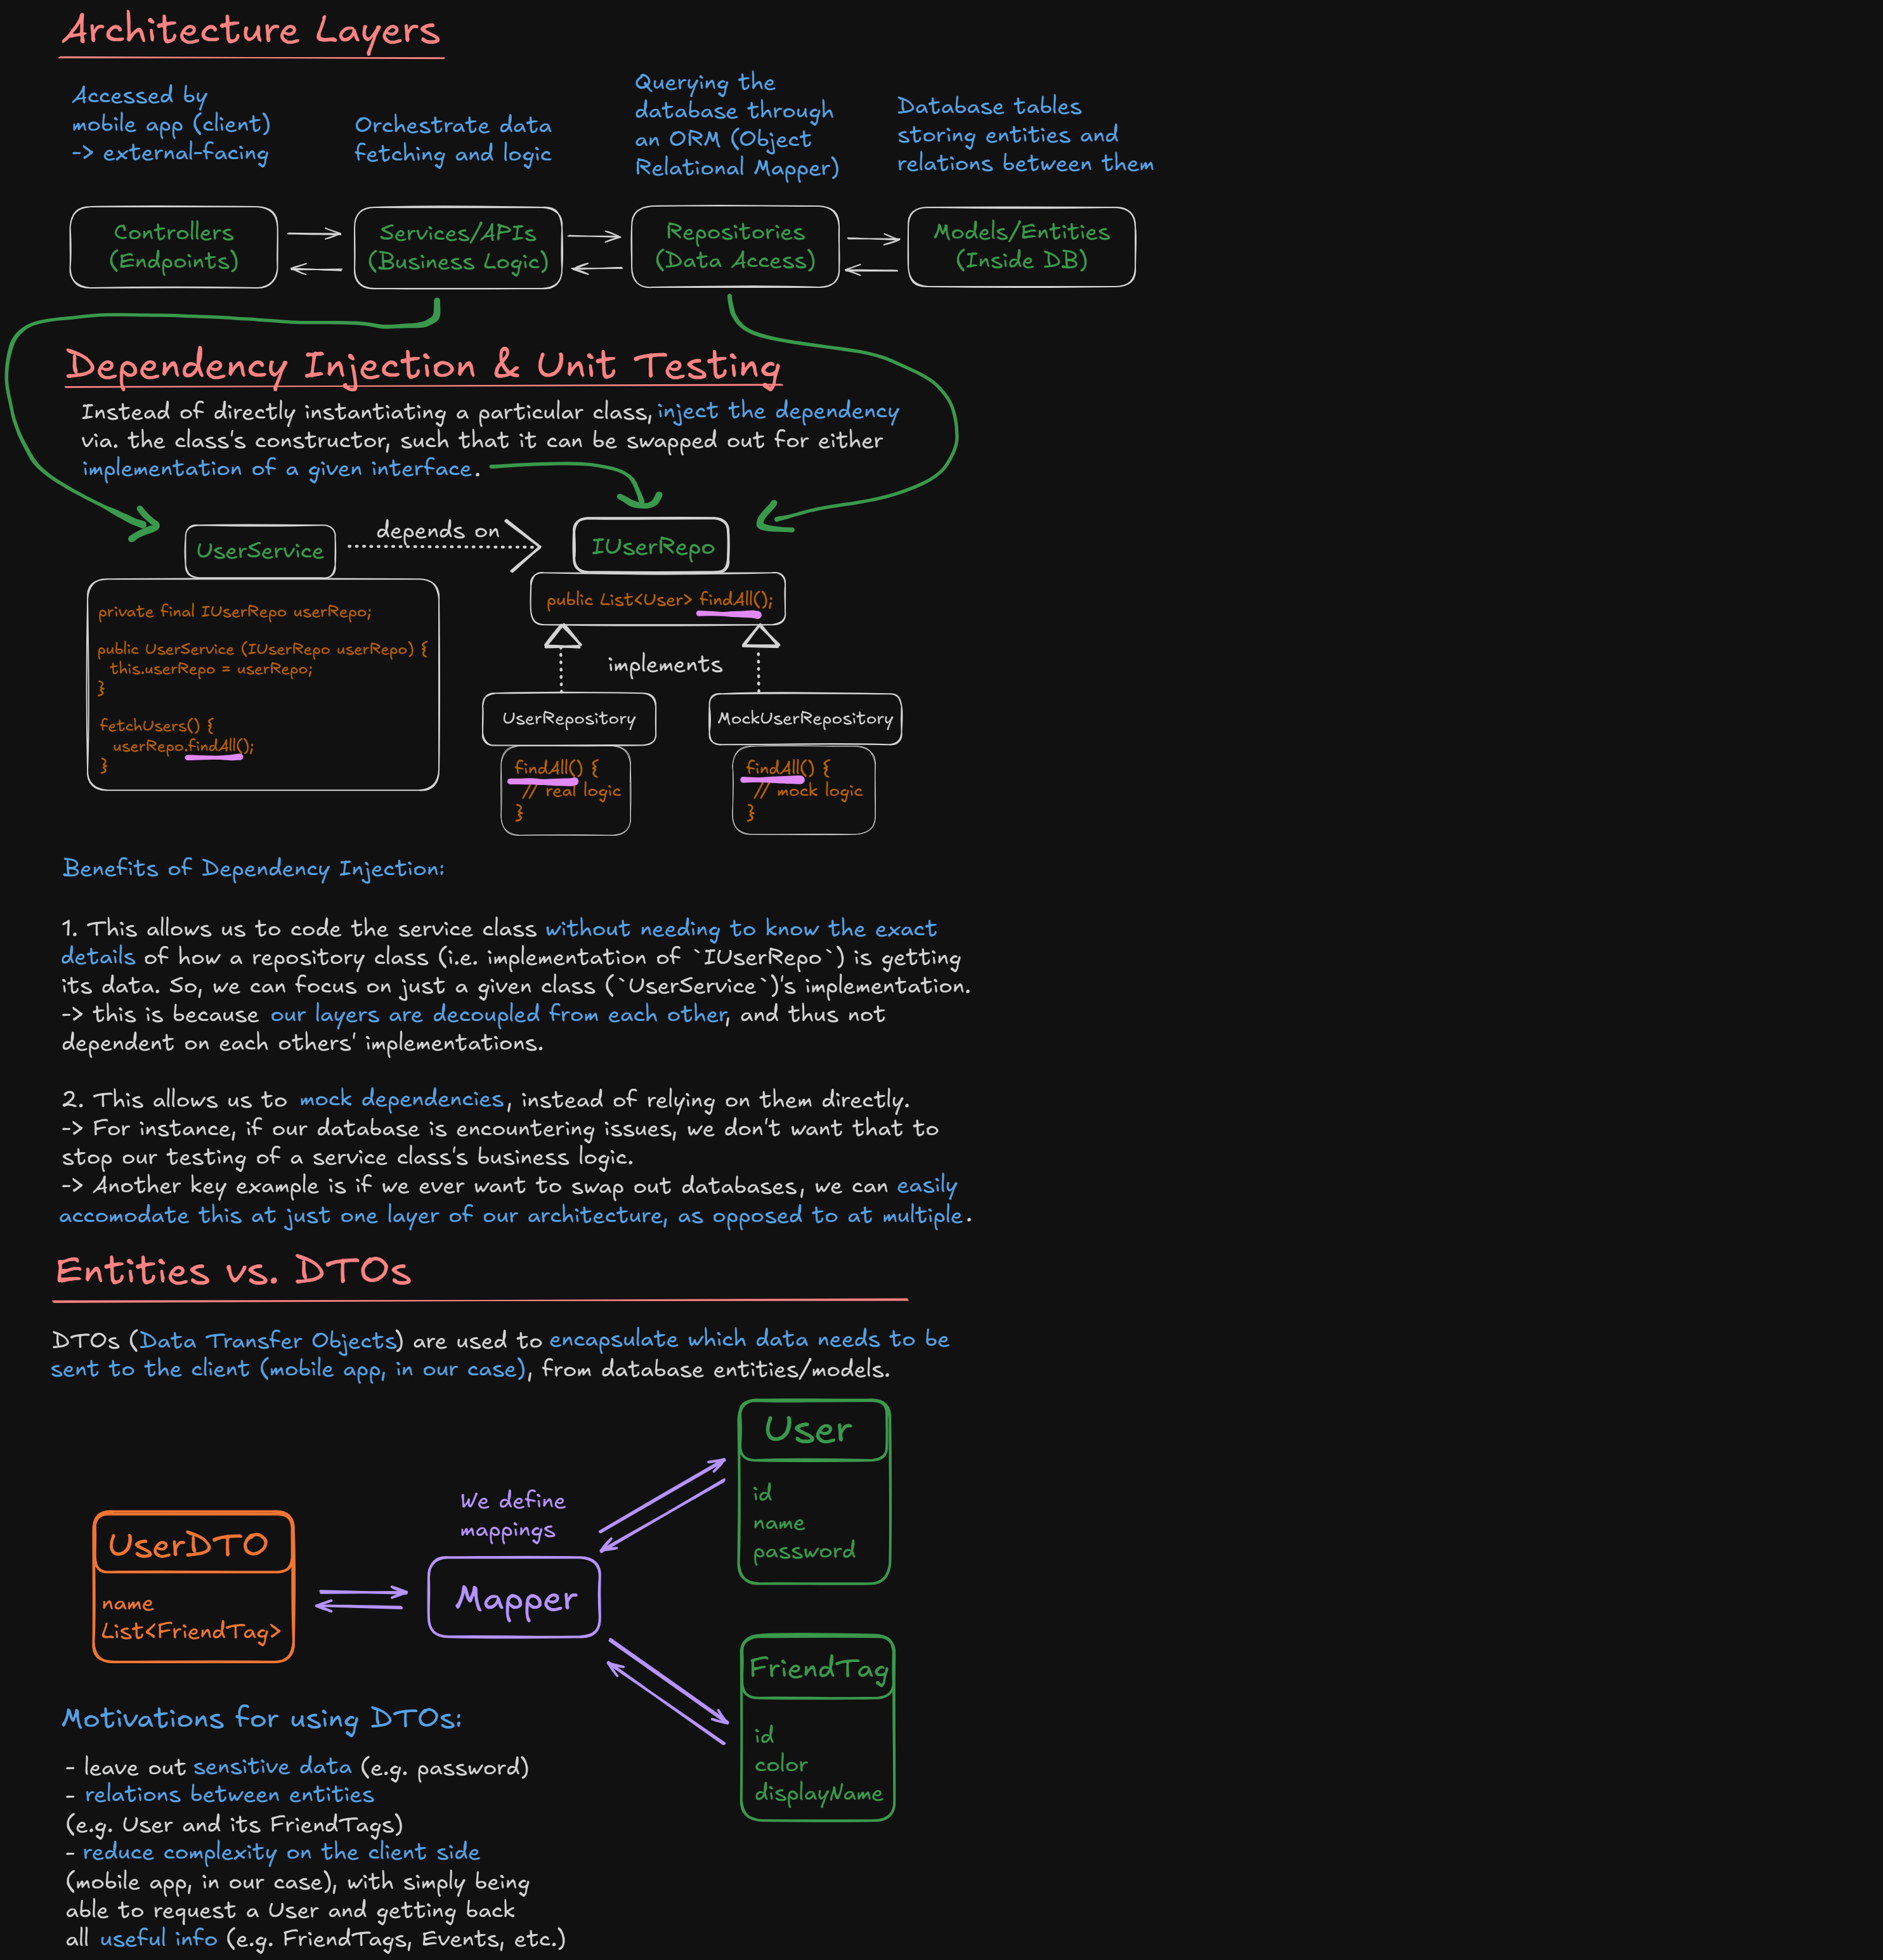 Architecture Layers
Accessed by
mobile app (client)
-> external-facing
Orchestrate data
fetching and logic
Querying the
database through
an ORM (Object
Relational Mapper)
Database tables
storing entities and
relations between them
Controllers
(Endpoints)
Services/APIs
(Business Logic)
Repositories
(Data Access)
Models/Entities
(Inside DB)
Dependency Injection & Unit Testing
Instead of directly instantiating a particular class, inject the dependency
via. the class's constructor, such that it can be swapped out for either
implementation of a given interface.
UserService
depends on
IUserRepo
private final IUserRepo userRepo;
public UserService (IUserRepo userRepo) {
this.userRepo = userRepo;
}
fetchUsers() {
userRepo.findAll();
}
public List<User> findAll();
implements
UserRepository
MockUserRepository
findAll() {
// real logic
}
findAll() {
// mock logic
}
Benefits of Dependency Injection:
1. This allows us to code the service class without needing to know the exact
details of how a repository class (i.e. implementation of `IUserRepo`) is getting
its data. So, we can focus on just a given class (`UserService`)'s implementation.
-> this is because our layers are decoupled from each other, and thus not
dependent on each others' implementations.
2. This allows us to mock dependencies, instead of relying on them directly.
-> For instance, if our database is encountering issues, we don't want that to
stop our testing of a service class's business logic.
-> Another key example is if we ever want to swap out databases, we can easily
accomodate this at just one layer of our architecture, as opposed to at multiple.
Entities vs. DTOs
DTOs (Data Transfer Objects) are used to encapsulate which data needs to be
sent to the client (mobile app, in our case), from database entities/models.
UserDTO
name
List<FriendTag>
We define
mappings
Mapper
User
id
name
password
FriendTag
id
color
displayName
Motivations for using DTOs:
- leave out sensitive data (e.g. password)
- relations between entities
(e.g. User and its FriendTags)
- reduce complexity on the client side
(mobile app, in our case), with simply being
able to request a User and getting back
all useful info (e.g. FriendTags, Events, etc.)